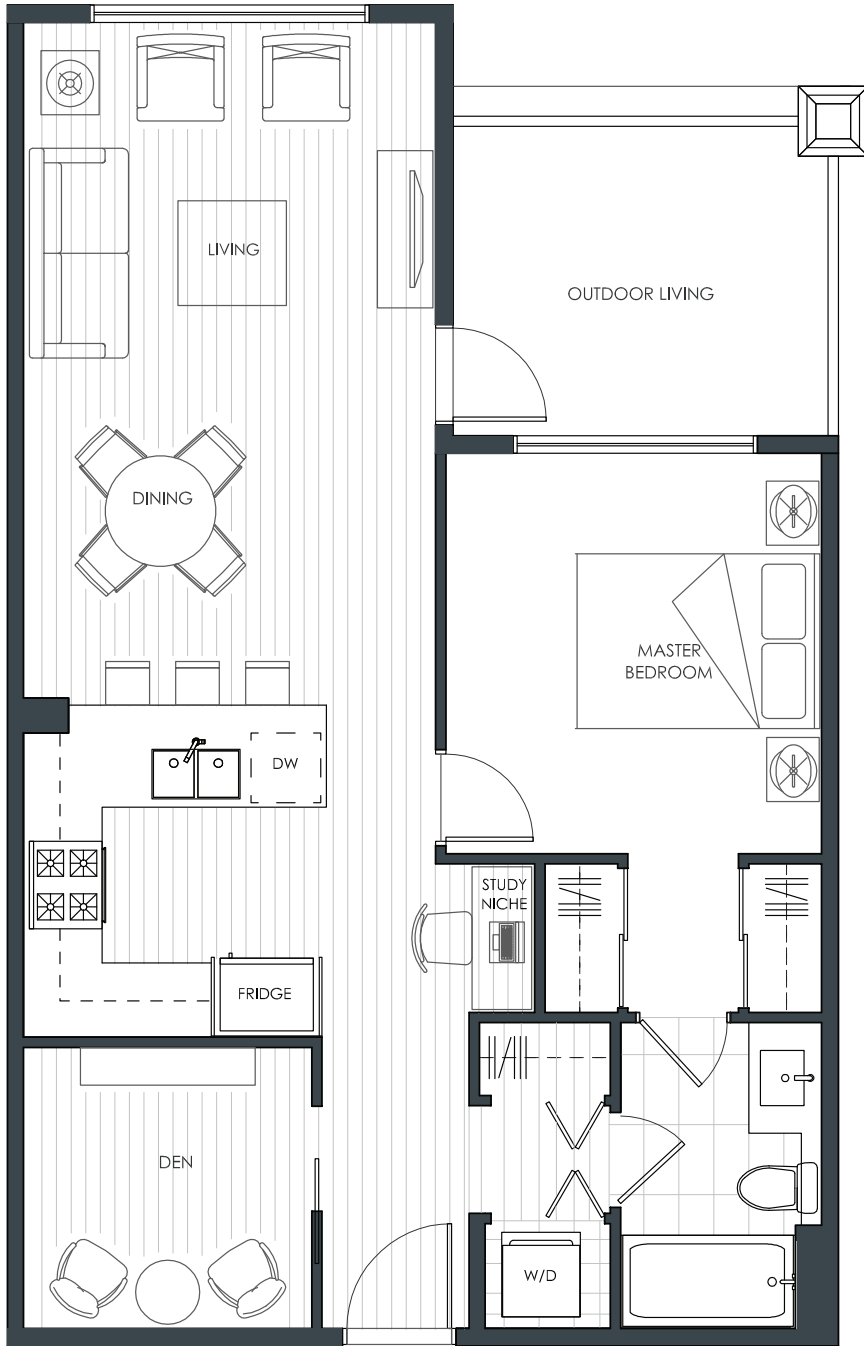 LIVING
OUTDOOR LIVING
DINING
MASTER
BEDROOM
DW
STUDY
NICHE
FRIDGE
DEN
W/D